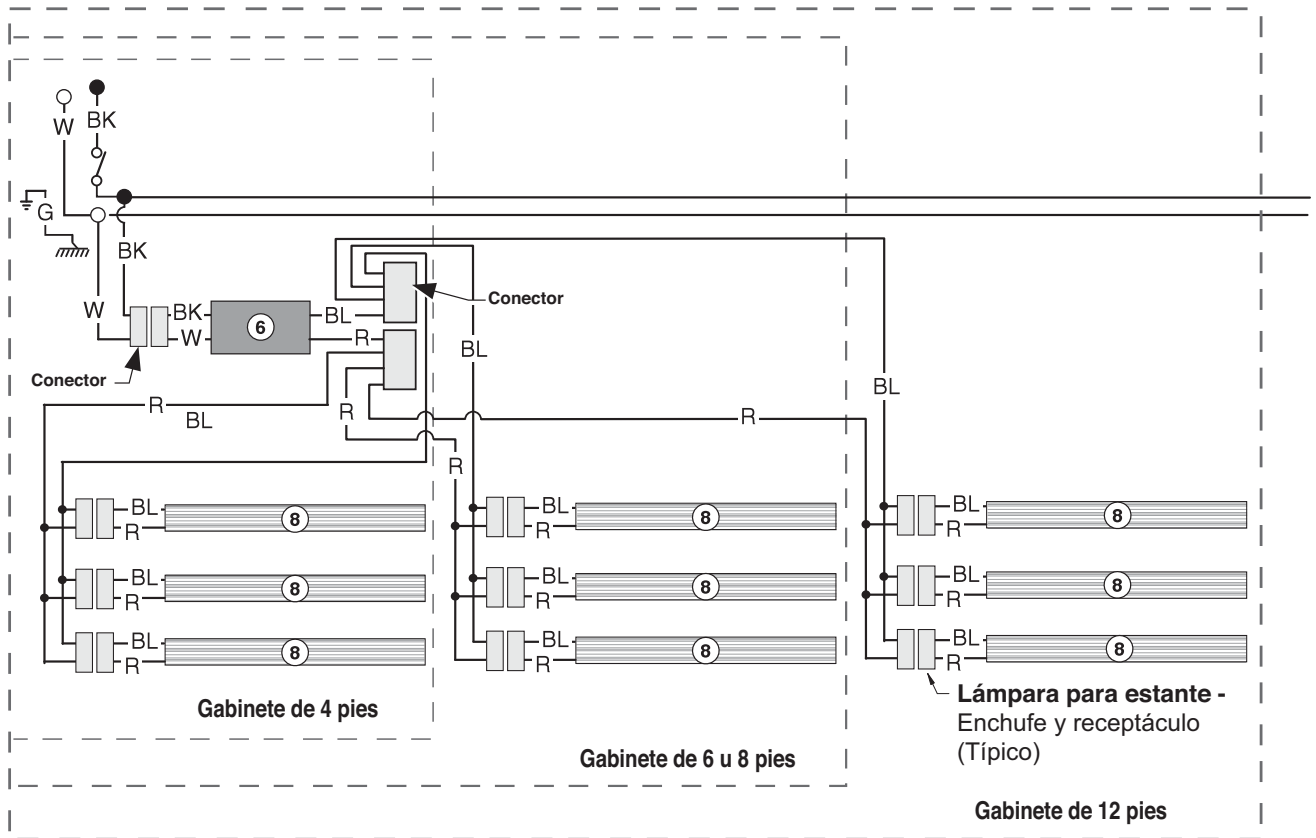 W
BK
G
BK
W
BK
W
6
BL
R
Conector
Conector
BL
BL
R
BL
R
R
R
BL
R
8
BL
R
8
BL
R
8
BL
R
8
BL
R
8
BL
R
8
BL
R
8
BL
R
8
BL
R
8
Gabinete de 4 pies
Lámpara para estante -
Enchufe y receptáculo
(Típico)
Gabinete de 6 u 8 pies
Gabinete de 12 pies